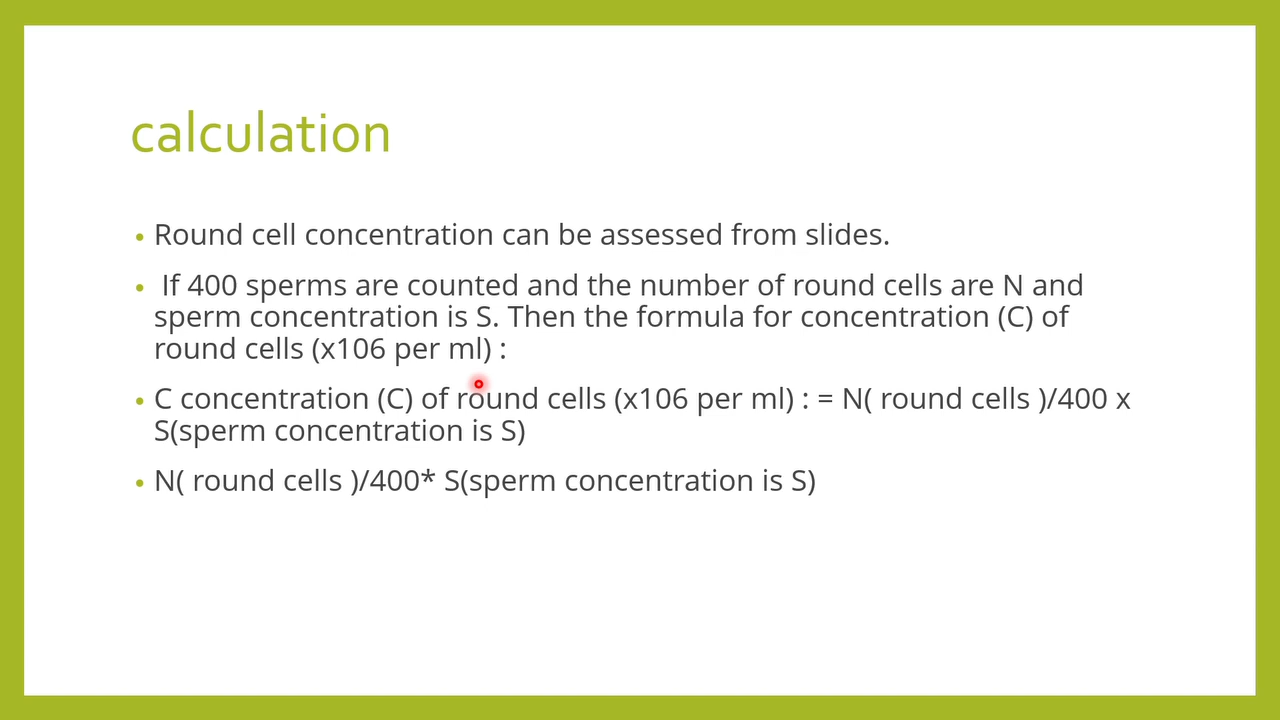 calculation
• Round cell concentration can be assessed from slides.
• If 400 sperms are counted and the number of round cells are N and
sperm concentration is S. Then the formula for concentration (C) of
round cells (x106 per ml) :
• C concentration (C) of round cells (x106 per ml) : = N( round cells )/400 x
S(sperm concentration is S)
• N( round cells )/400* S(sperm concentration is S)